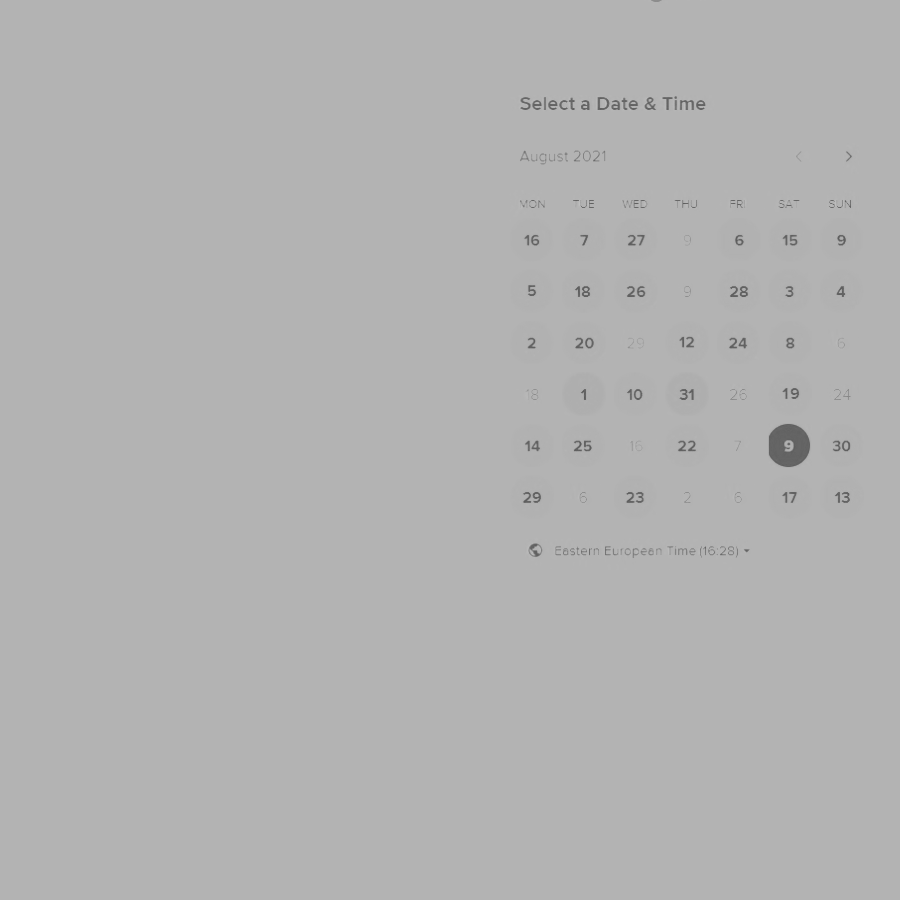 Select a Date & Time
August 2021
MON TUE WED THU FRI SAT SUN
16 7 27 9 6 15 9
5 18 26 9 28 3 4
2 20 29 12 24 8 6
18 1 10 31 26 19 24
14 25 16 22 7 9 30
29 6 23 2 6 17 13
Eastern European Time (16:28)